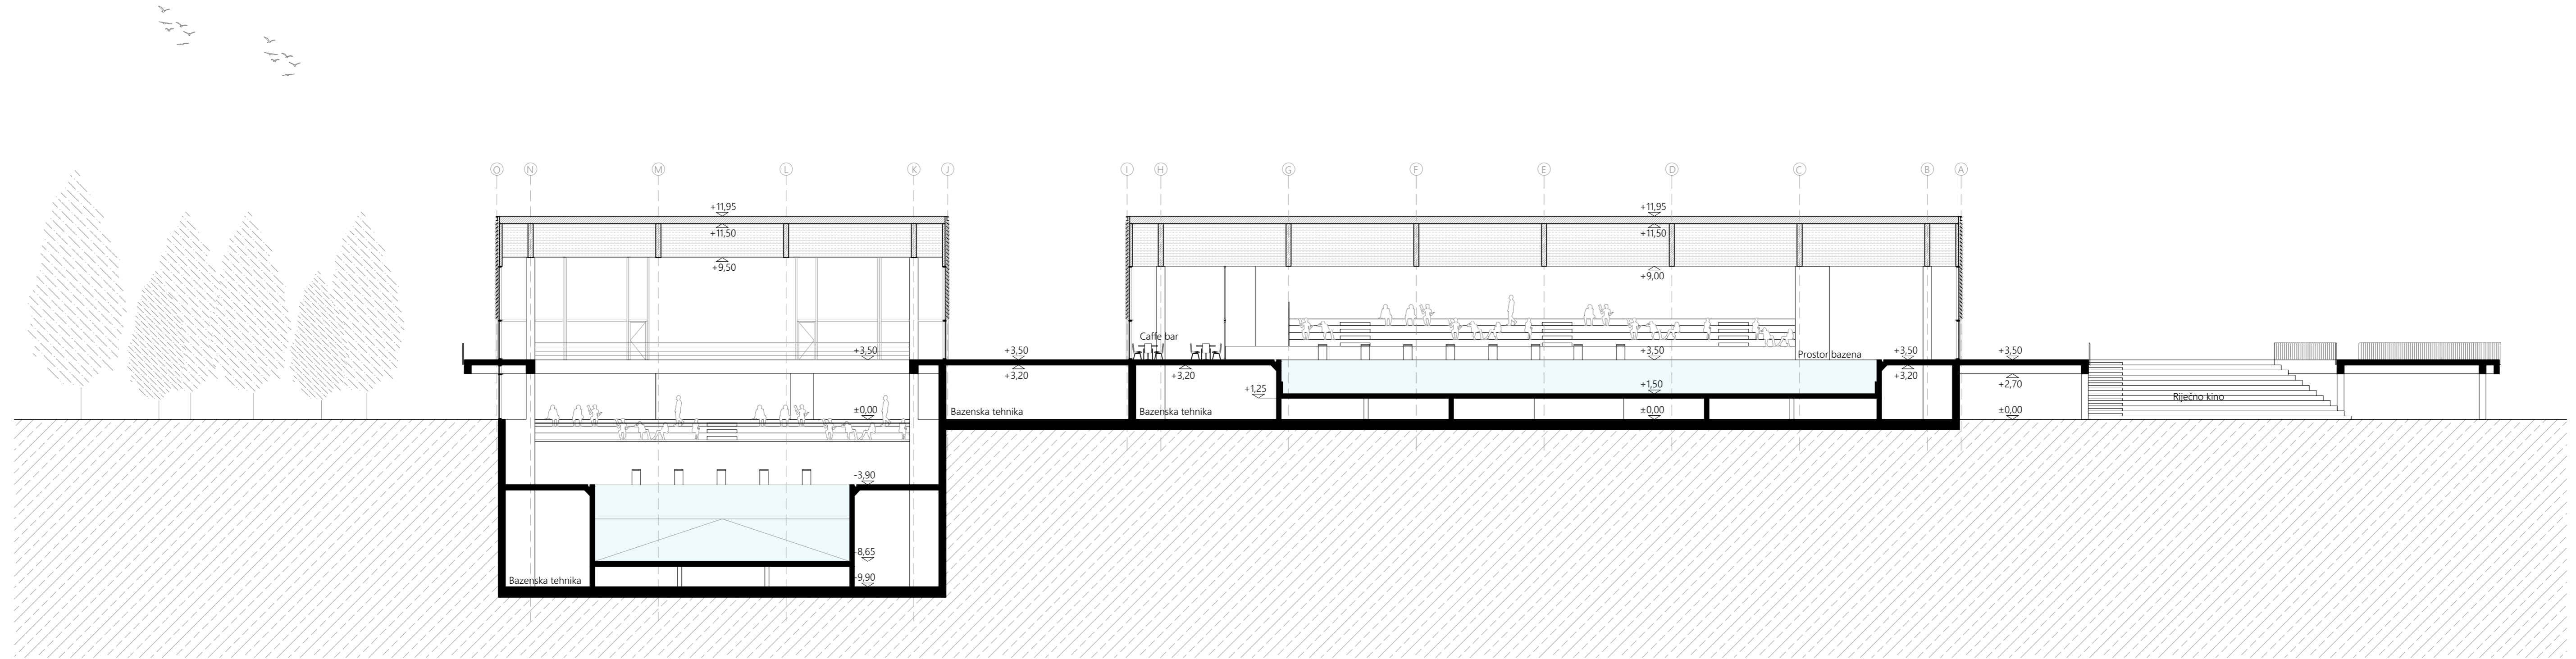 O N M L K J I H G F E D C B A
+11,95 +11,95
+11,50 +11,50
+9,50
+9,00
Caffe bar
+3,50 +3,50 +3,50 Prostor bazena +3,50 +3,50
+3,20 +3,20 +3,20
+2,70
+1,25 +1,50
Riječno kino
±0,00 Bazenska tehnika Bazenska tehnika ±0,00 ±0,00
-3,90
-8,65
-9,90
Bazenska tehnika